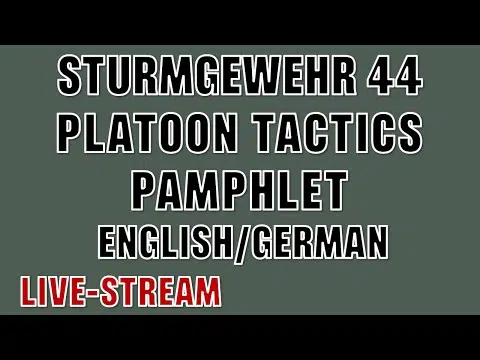 STURMGEWEHR 44
PLATOON TACTICS
PAMPHLET
ENGLISH/GERMAN
LIVE-STREAM